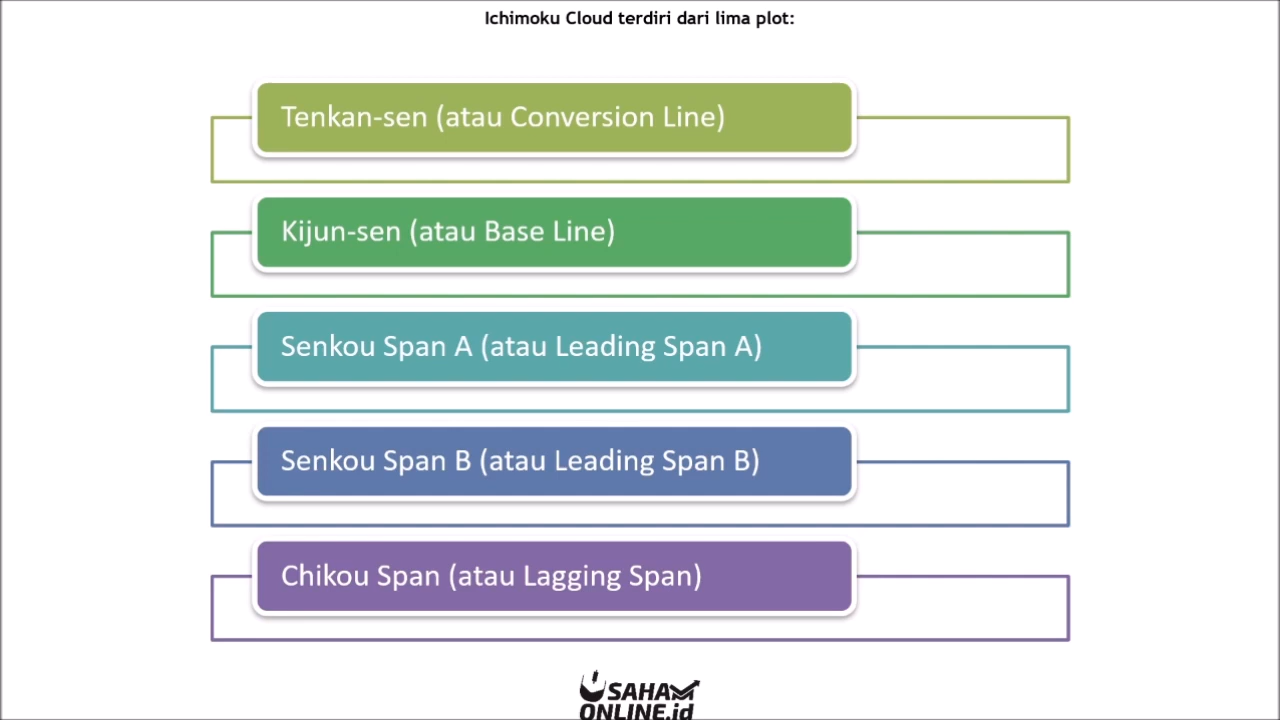 Ichimoku Cloud terdiri dari lima plot:
Tenkan-sen (atau Conversion Line)
Kijun-sen (atau Base Line)
Senkou Span A (atau Leading Span A)
Senkou Span B (atau Leading Span B)
Chikou Span (atau Lagging Span)
SAHAM
ONLINE.id